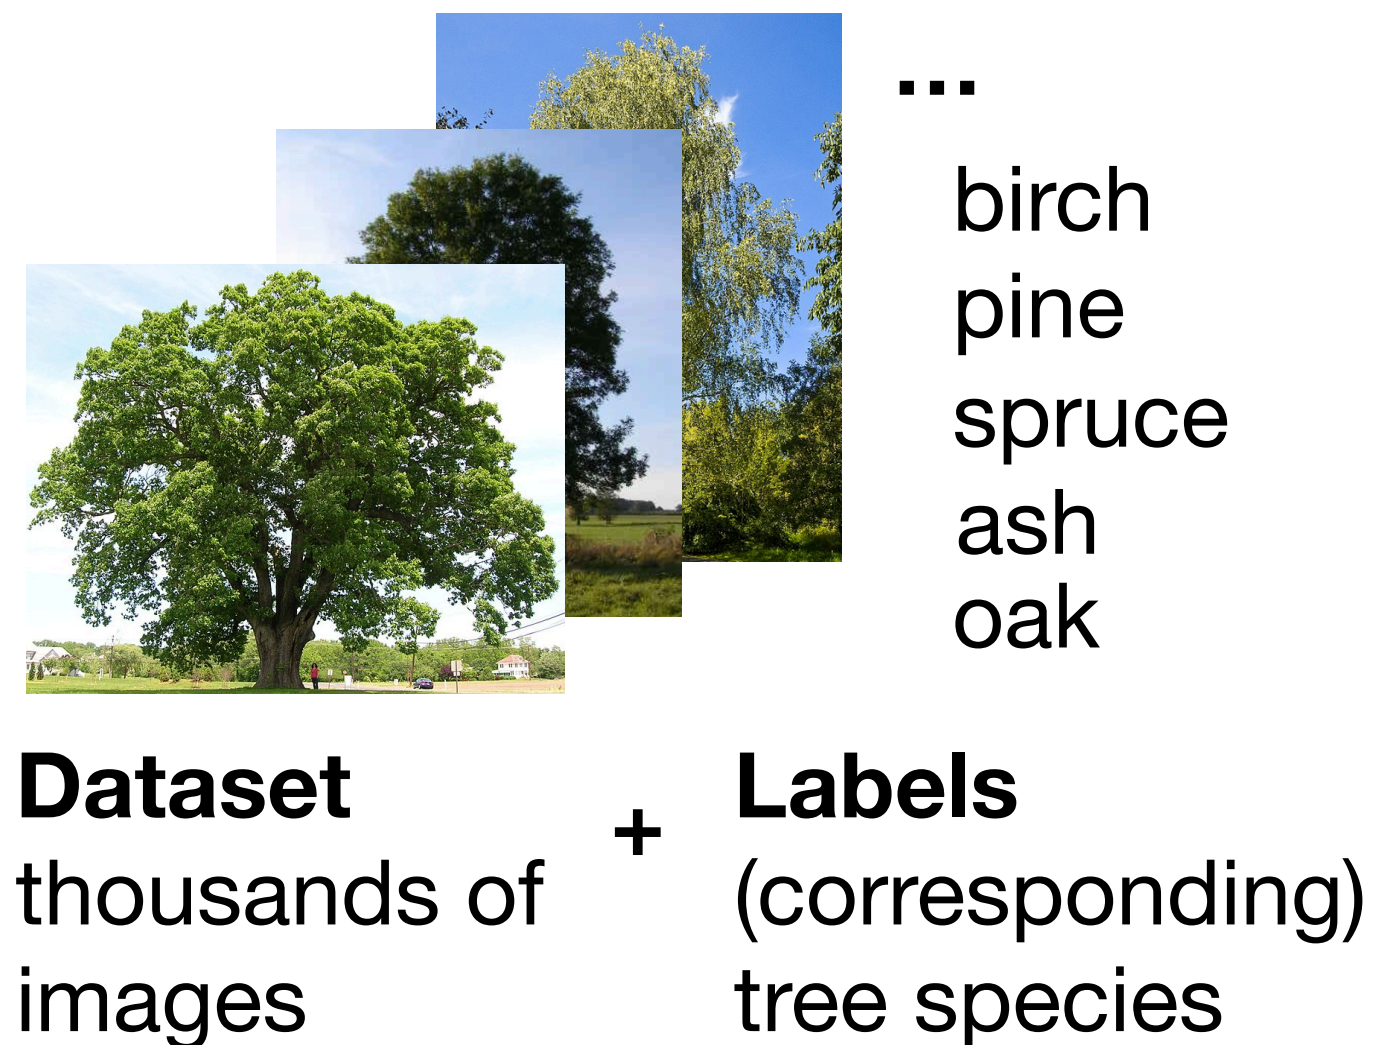 ...
birch
pine
spruce
ash
oak
Dataset
thousands of
images
+
Labels
(corresponding)
tree species